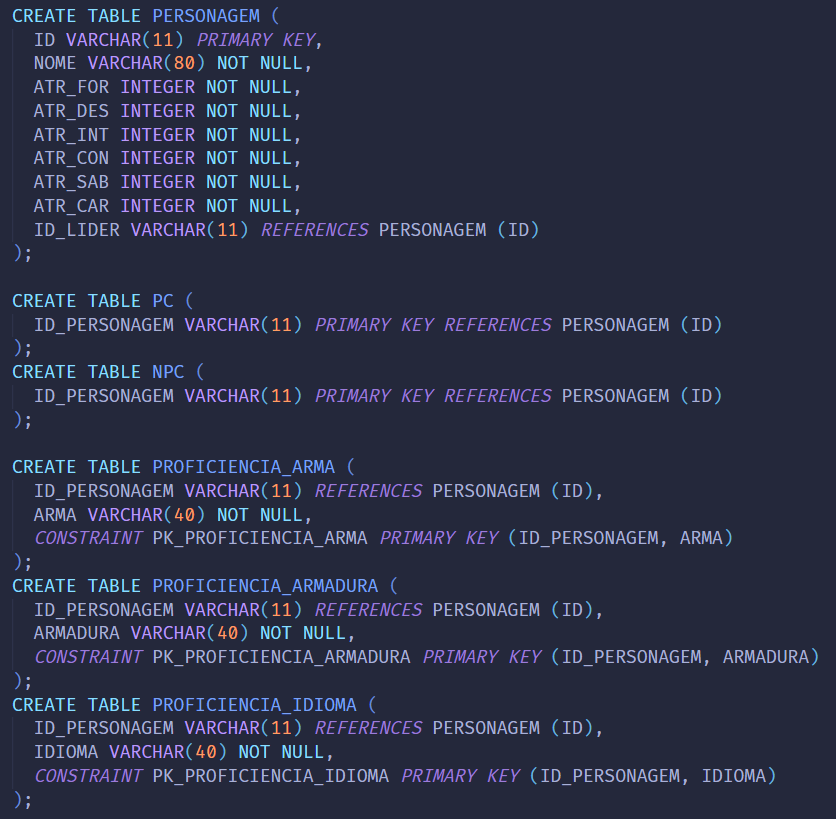 CREATE TABLE PERSONAGEM (
  ID VARCHAR(11) PRIMARY KEY,
  NOME VARCHAR(80) NOT NULL,
  ATR_FOR INTEGER NOT NULL,
  ATR_DES INTEGER NOT NULL,
  ATR_INT INTEGER NOT NULL,
  ATR_CON INTEGER NOT NULL,
  ATR_SAB INTEGER NOT NULL,
  ATR_CAR INTEGER NOT NULL,
  ID_LIDER VARCHAR(11) REFERENCES PERSONAGEM (ID)
);

CREATE TABLE PC (
  ID_PERSONAGEM VARCHAR(11) PRIMARY KEY REFERENCES PERSONAGEM (ID)
);
CREATE TABLE NPC (
  ID_PERSONAGEM VARCHAR(11) PRIMARY KEY REFERENCES PERSONAGEM (ID)
);

CREATE TABLE PROFICIENCIA_ARMA (
  ID_PERSONAGEM VARCHAR(11) REFERENCES PERSONAGEM (ID),
  ARMA VARCHAR(40) NOT NULL,
  CONSTRAINT PK_PROFICIENCIA_ARMA PRIMARY KEY (ID_PERSONAGEM, ARMA)
);
CREATE TABLE PROFICIENCIA_ARMADURA (
  ID_PERSONAGEM VARCHAR(11) REFERENCES PERSONAGEM (ID),
  ARMADURA VARCHAR(40) NOT NULL,
  CONSTRAINT PK_PROFICIENCIA_ARMADURA PRIMARY KEY (ID_PERSONAGEM, ARMADURA)
);
CREATE TABLE PROFICIENCIA_IDIOMA (
  ID_PERSONAGEM VARCHAR(11) REFERENCES PERSONAGEM (ID),
  IDIOMA VARCHAR(40) NOT NULL,
  CONSTRAINT PK_PROFICIENCIA_IDIOMA PRIMARY KEY (ID_PERSONAGEM, IDIOMA)
);